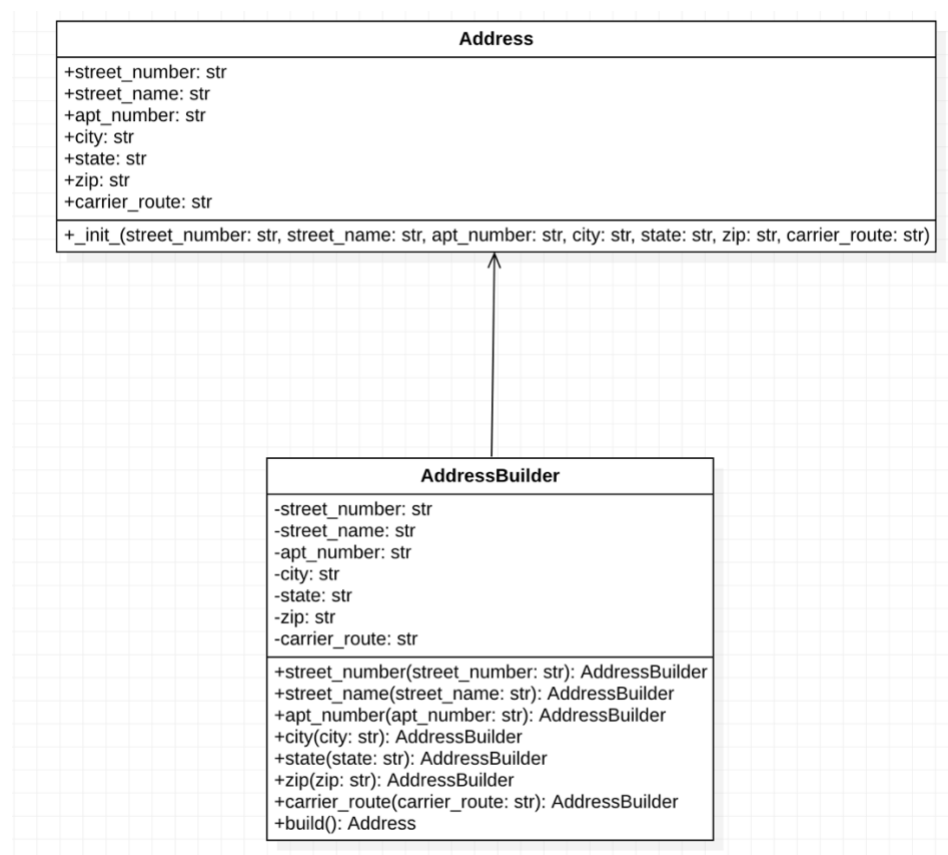 Address
+street_number: str
+street_name: str
+apt_number: str
+city: str
+state: str
+zip: str
+carrier_route: str
+_init_(street_number: str, street_name: str, apt_number: str, city: str, state: str, zip: str, carrier_route: str)
AddressBuilder
-street_number: str
-street_name: str
-apt_number: str
-city: str
-state: str
-zip: str
-carrier_route: str
+street_number(street_number: str): AddressBuilder
+street_name(street_name: str): AddressBuilder
+apt_number(apt_number: str): AddressBuilder
+city(city: str): AddressBuilder
+state(state: str): AddressBuilder
+zip(zip: str): AddressBuilder
+carrier_route(carrier_route: str): AddressBuilder
+build(): Address